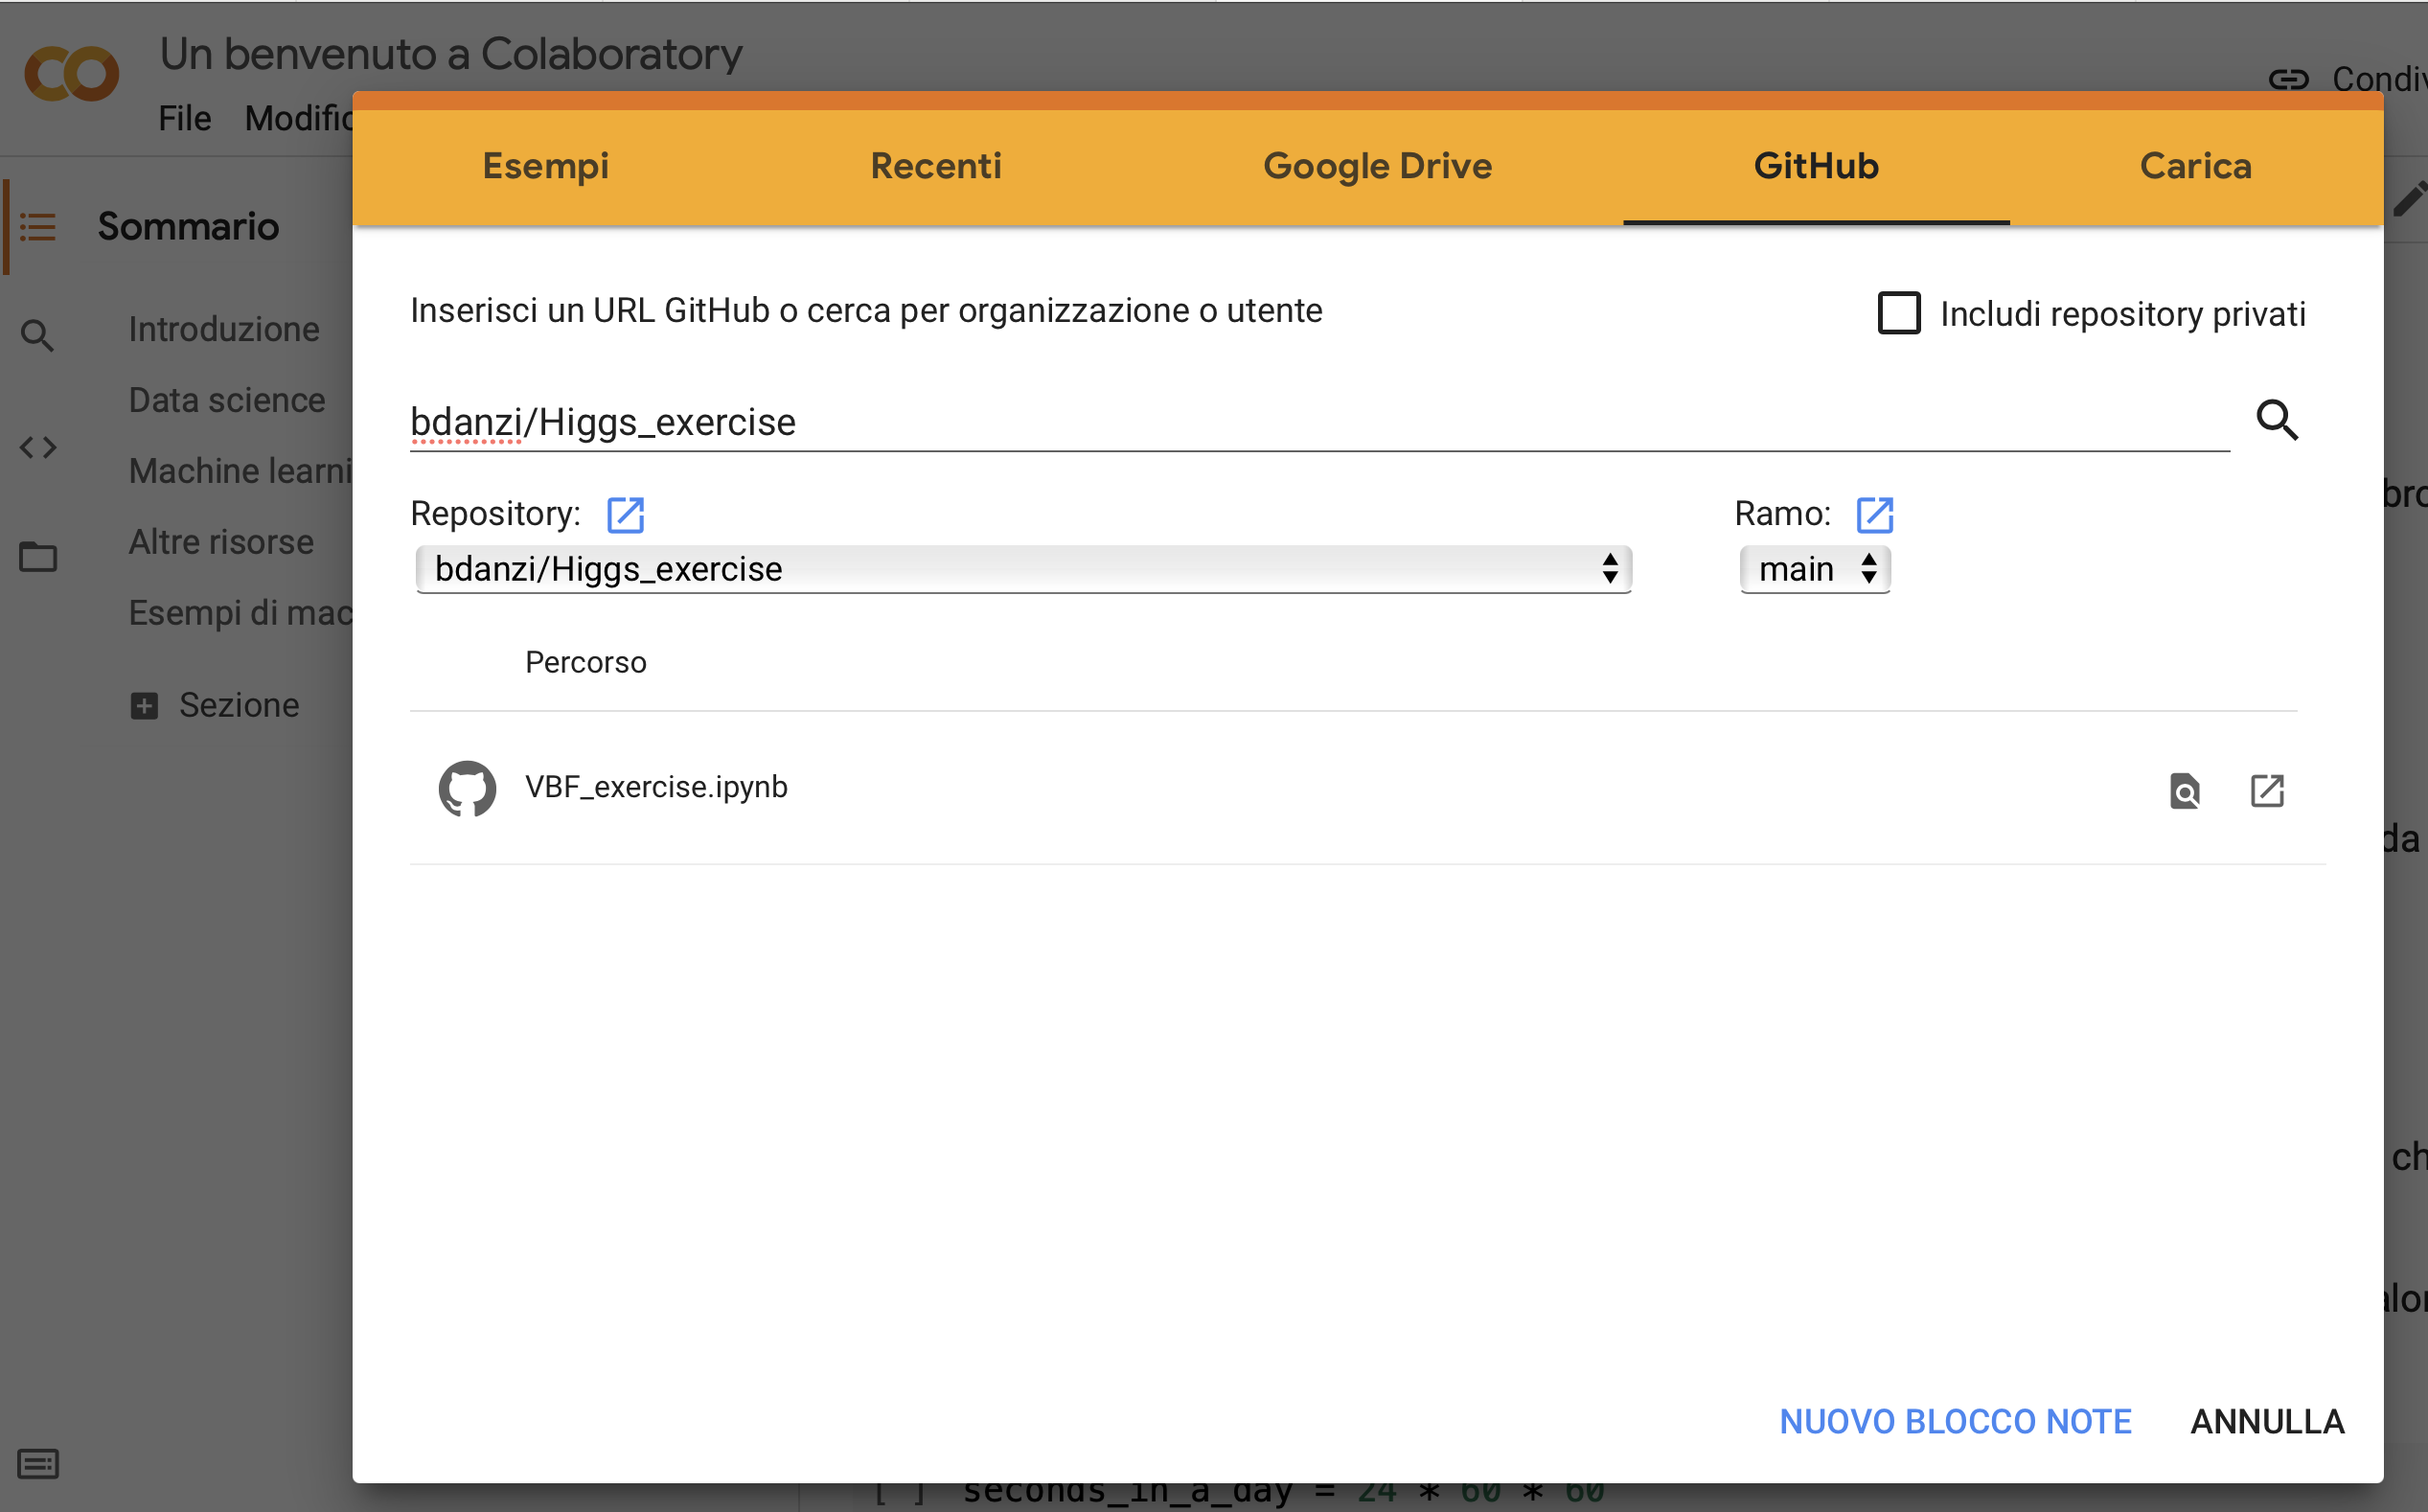 Un benvenuto a Colaboratory
File Modific
Condiv
Esempi Recenti Google Drive GitHub Carica
Sommario
Introduzione
Data science
Machine learni
Altre risorse
Esempi di mac
Sezione
Inserisci un URL GitHub o cerca per organizzazione o utente
Includi repository privati
bdanzi/Higgs_exercise
Repository:
Ramo:
bdanzi/Higgs_exercise
main
Percorso
VBF_exercise.ipynb
bro
da
ch
alor
NUOVO BLOCCO NOTE ANNULLA
[ ] seconds_in_a_day = 24 * 60 * 60